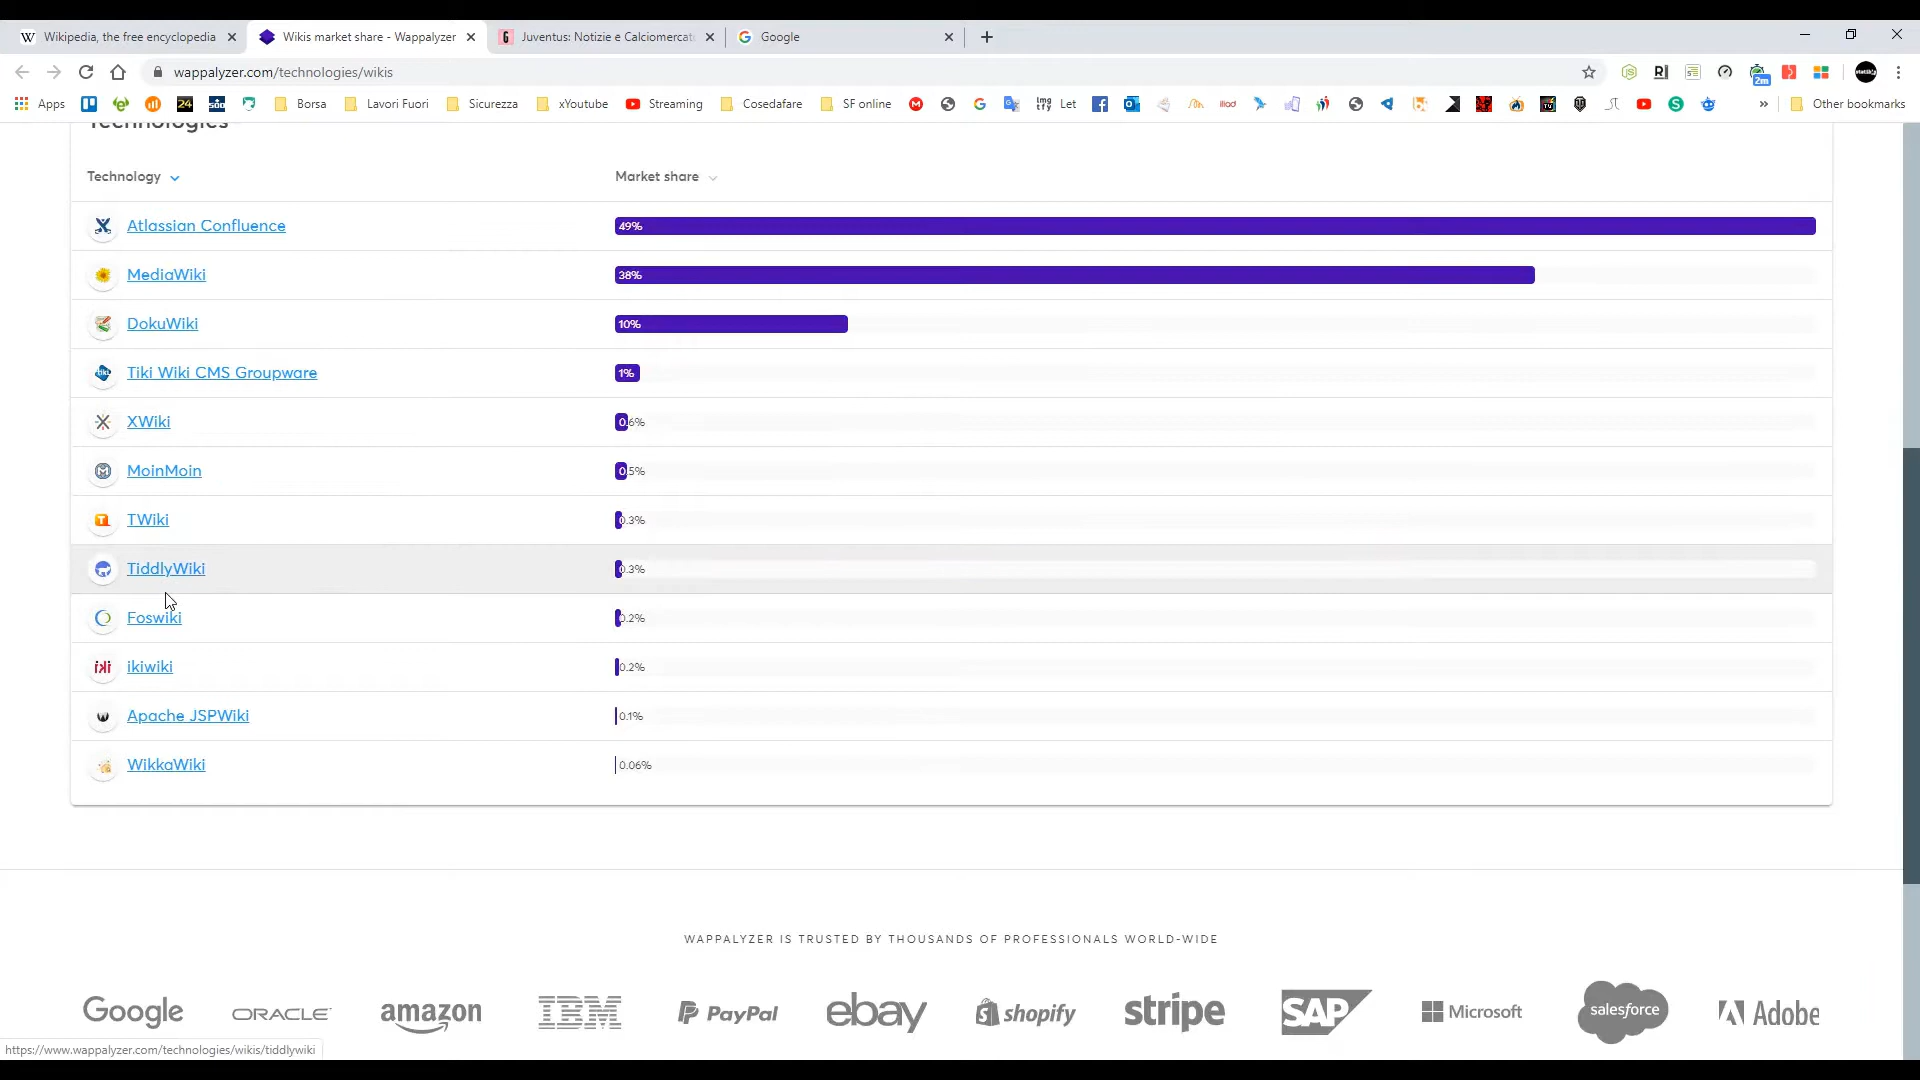 Wikipedia, the free encyclopedia
Wikis market share - Wappalyzer
Juventus: Notizie e Calciomercat
Google
wappalyzer.com/technologies/wikis
2m
Apps
24
Borsa
Lavori Fuori
Sicurezza
xYoutube
Streaming
Cosedafare
SF online
Let
Other bookmarks
Technologies
Technology
Market share
Atlassian Confluence
49%
MediaWiki
38%
DokuWiki
10%
Tiki Wiki CMS Groupware
1%
XWiki
0.6%
MoinMoin
0.5%
TWiki
0.3%
TiddlyWiki
0.3%
Foswiki
0.2%
ikiwiki
0.2%
Apache JSPWiki
0.1%
WikkaWiki
0.06%
WAPPALYZER IS TRUSTED BY THOUSANDS OF PROFESSIONALS WORLD-WIDE
Google ORACLE amazon IBM PayPal ebay shopify stripe SAP Microsoft salesforce Adobe
https://www.wappalyzer.com/technologies/wikis/tiddlywiki